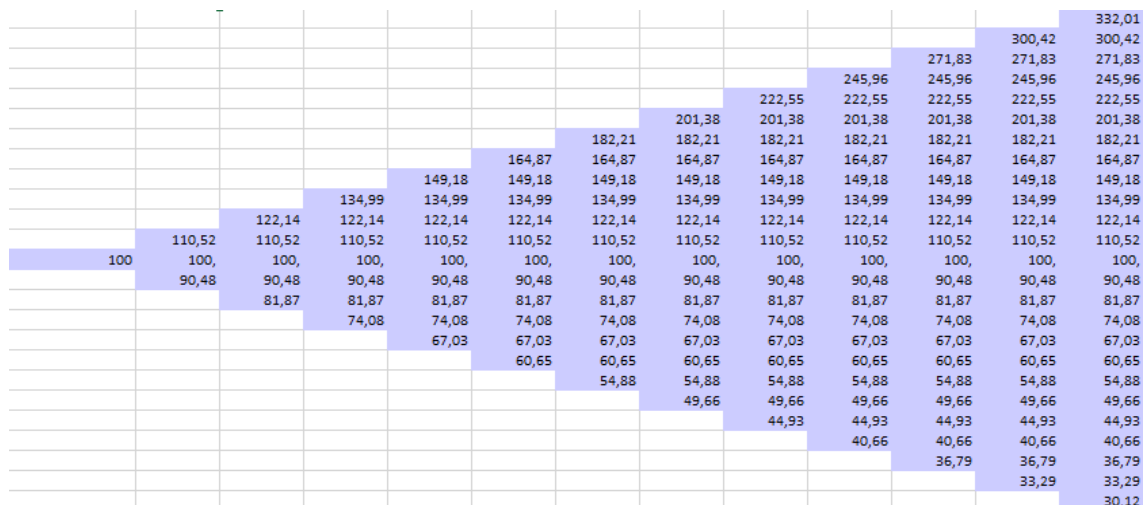 332,01
300,42 300,42
271,83 271,83 271,83
245,96 245,96 245,96 245,96
222,55 222,55 222,55 222,55 222,55
201,38 201,38 201,38 201,38 201,38 201,38
182,21 182,21 182,21 182,21 182,21 182,21 182,21
164,87 164,87 164,87 164,87 164,87 164,87 164,87 164,87
149,18 149,18 149,18 149,18 149,18 149,18 149,18 149,18 149,18
134,99 134,99 134,99 134,99 134,99 134,99 134,99 134,99 134,99 134,99
122,14 122,14 122,14 122,14 122,14 122,14 122,14 122,14 122,14 122,14 122,14
110,52 110,52 110,52 110,52 110,52 110,52 110,52 110,52 110,52 110,52 110,52 110,52
100 100, 100, 100, 100, 100, 100, 100, 100, 100, 100, 100, 100,
90,48 90,48 90,48 90,48 90,48 90,48 90,48 90,48 90,48 90,48 90,48 90,48
81,87 81,87 81,87 81,87 81,87 81,87 81,87 81,87 81,87 81,87 81,87
74,08 74,08 74,08 74,08 74,08 74,08 74,08 74,08 74,08 74,08
67,03 67,03 67,03 67,03 67,03 67,03 67,03 67,03 67,03
60,65 60,65 60,65 60,65 60,65 60,65 60,65 60,65
54,88 54,88 54,88 54,88 54,88 54,88 54,88
49,66 49,66 49,66 49,66 49,66 49,66
44,93 44,93 44,93 44,93 44,93
40,66 40,66 40,66 40,66
36,79 36,79 36,79
33,29 33,29
30,12